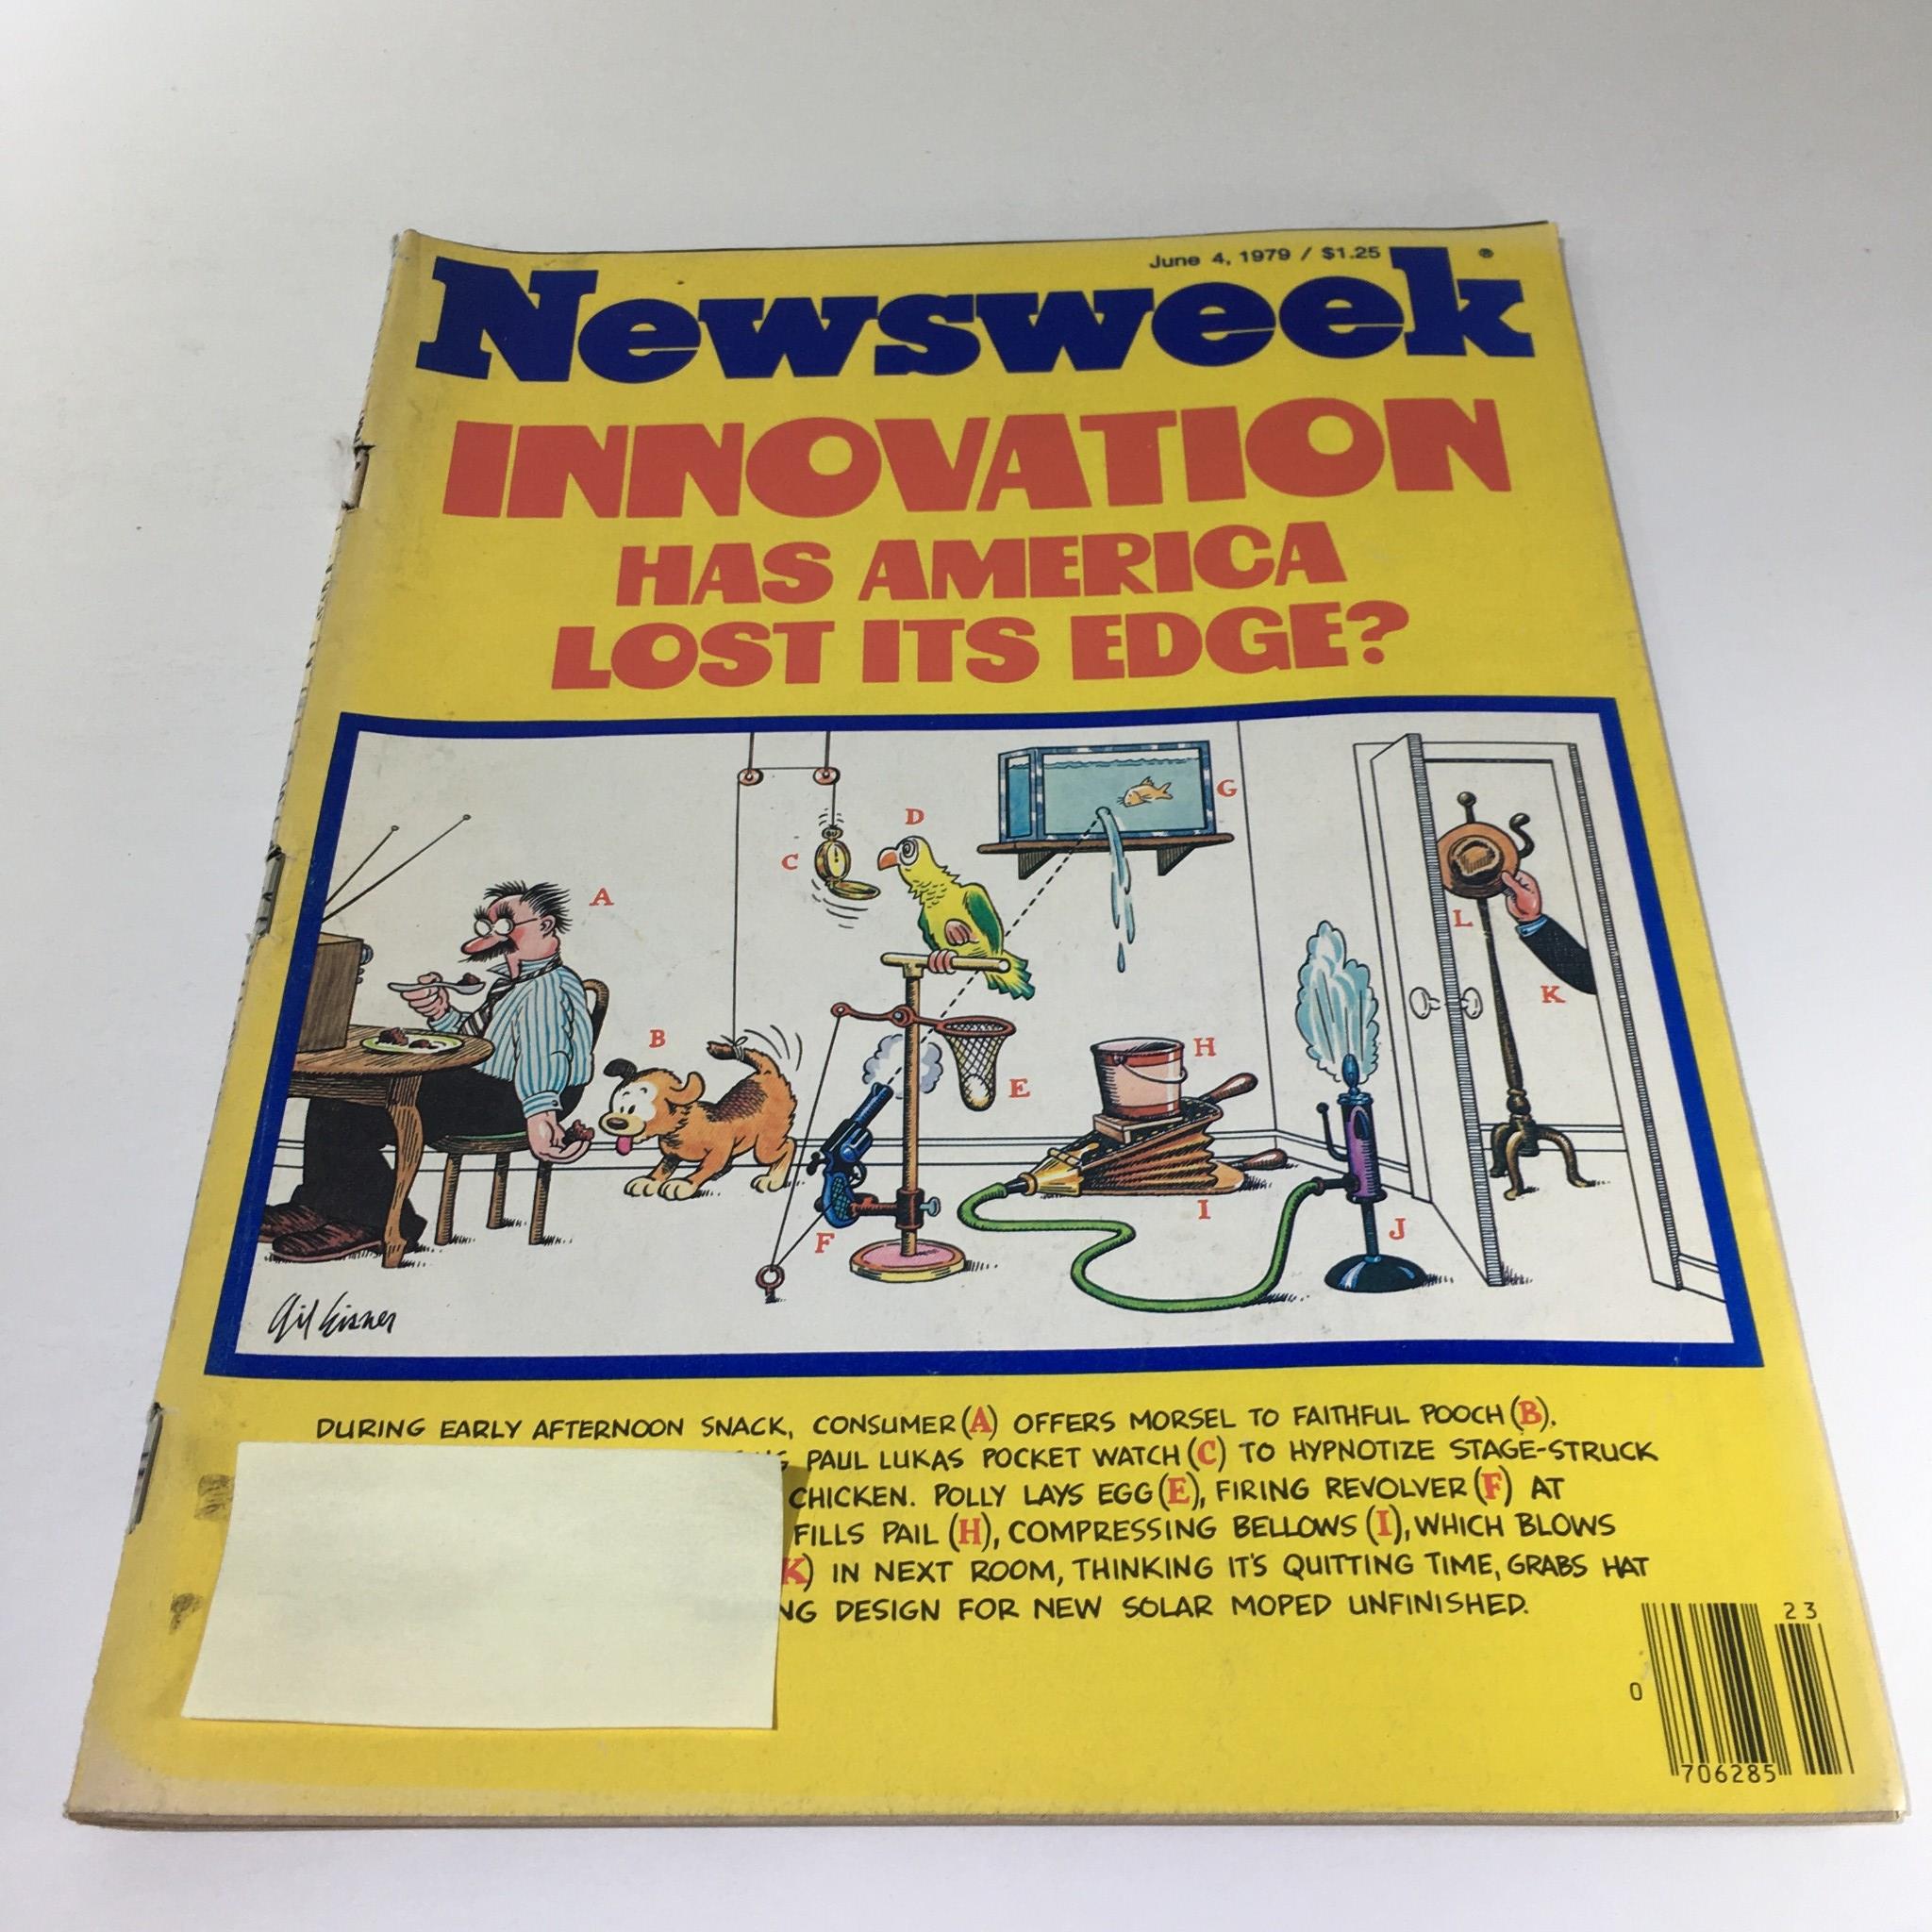 June 4, 1979 / $1.25
Newsweek®
INNOVATION
HAS AMERICA
LOST ITS EDGE?
A
B
C
D
E
F
G
H
I
J
K
L
Gil Eisner
DURING EARLY AFTERNOON SNACK, CONSUMER (A) OFFERS MORSEL TO FAITHFUL POOCH (B).
PAUL LUKAS POCKET WATCH (C) TO HYPNOTIZE STAGE-STRUCK
CHICKEN. POLLY LAYS EGG (E), FIRING REVOLVER (F) AT
FILLS PAIL (H), COMPRESSING BELLOWS (I), WHICH BLOWS
K) IN NEXT ROOM, THINKING IT'S QUITTING TIME, GRABS HAT
NG DESIGN FOR NEW SOLAR MOPED UNFINISHED.
23
0
706285